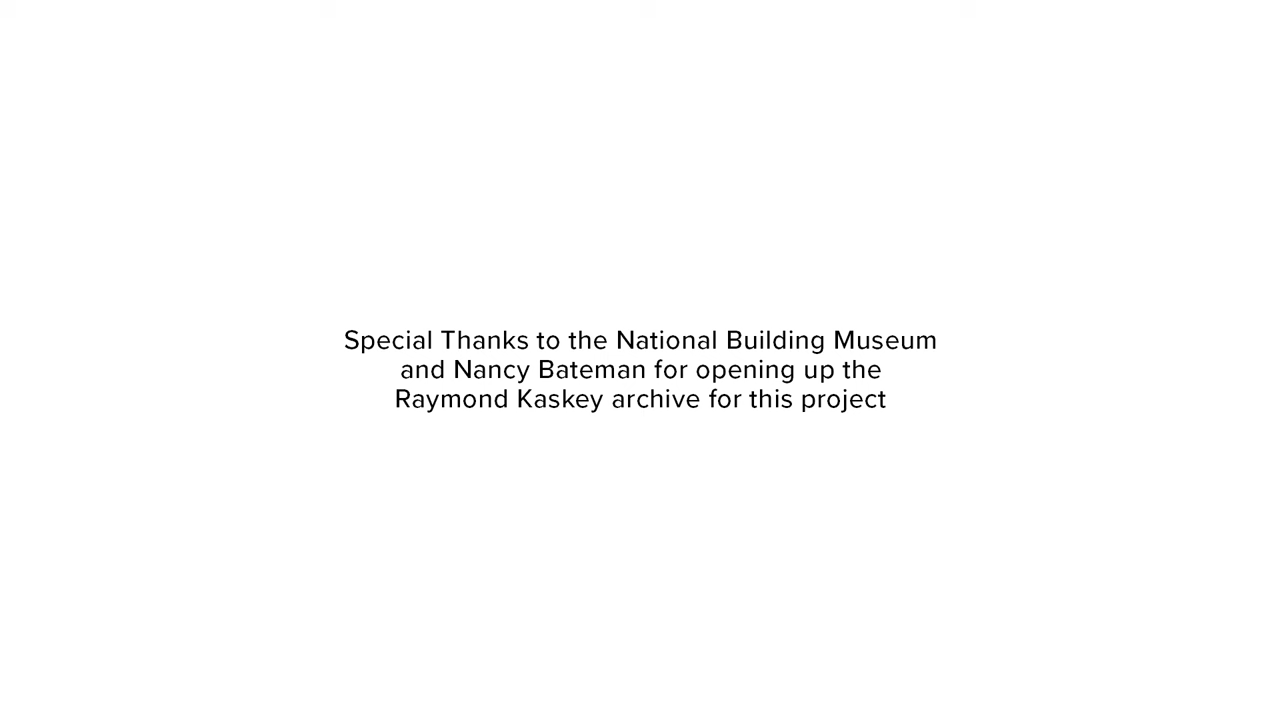 Special Thanks to the National Building Museum
and Nancy Bateman for opening up the
Raymond Kaskey archive for this project